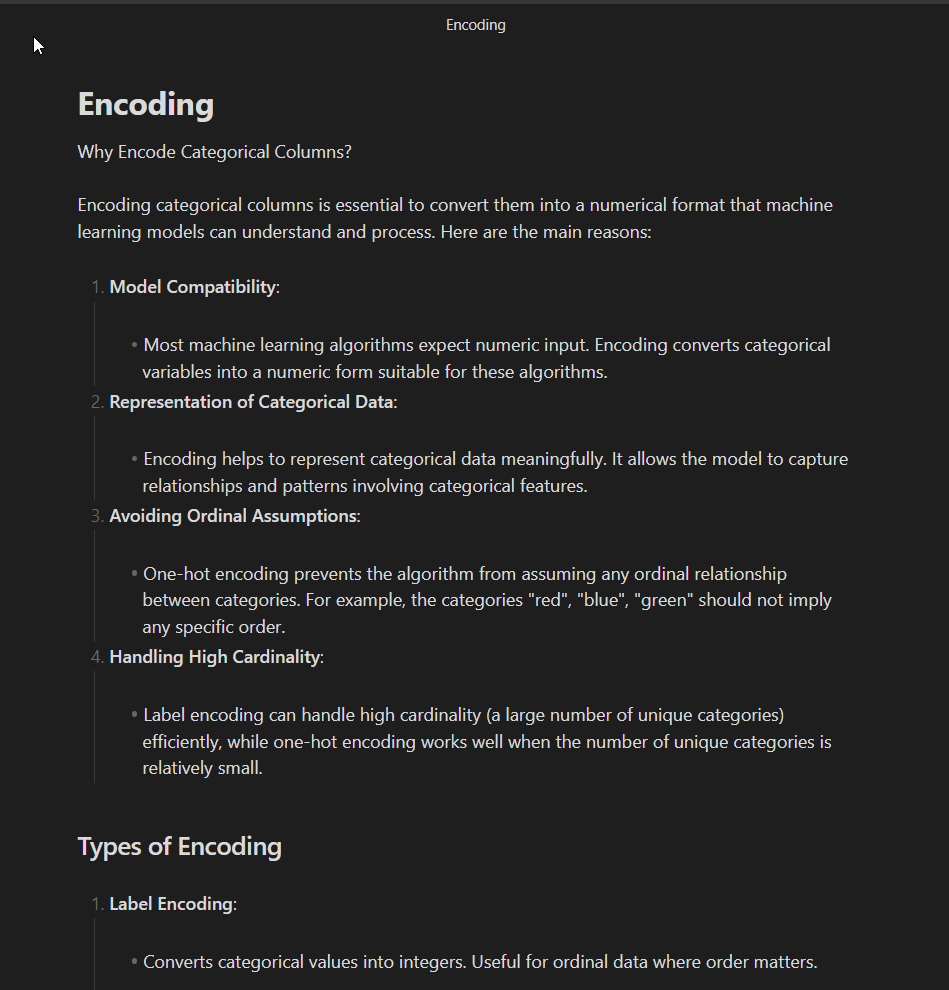 Encoding
Encoding
Why Encode Categorical Columns?
Encoding categorical columns is essential to convert them into a numerical format that machine
learning models can understand and process. Here are the main reasons:
1. Model Compatibility:
• Most machine learning algorithms expect numeric input. Encoding converts categorical
variables into a numeric form suitable for these algorithms.
2. Representation of Categorical Data:
• Encoding helps to represent categorical data meaningfully. It allows the model to capture
relationships and patterns involving categorical features.
3. Avoiding Ordinal Assumptions:
• One-hot encoding prevents the algorithm from assuming any ordinal relationship
between categories. For example, the categories "red", "blue", "green" should not imply
any specific order.
4. Handling High Cardinality:
• Label encoding can handle high cardinality (a large number of unique categories)
efficiently, while one-hot encoding works well when the number of unique categories is
relatively small.
Types of Encoding
1. Label Encoding:
• Converts categorical values into integers. Useful for ordinal data where order matters.